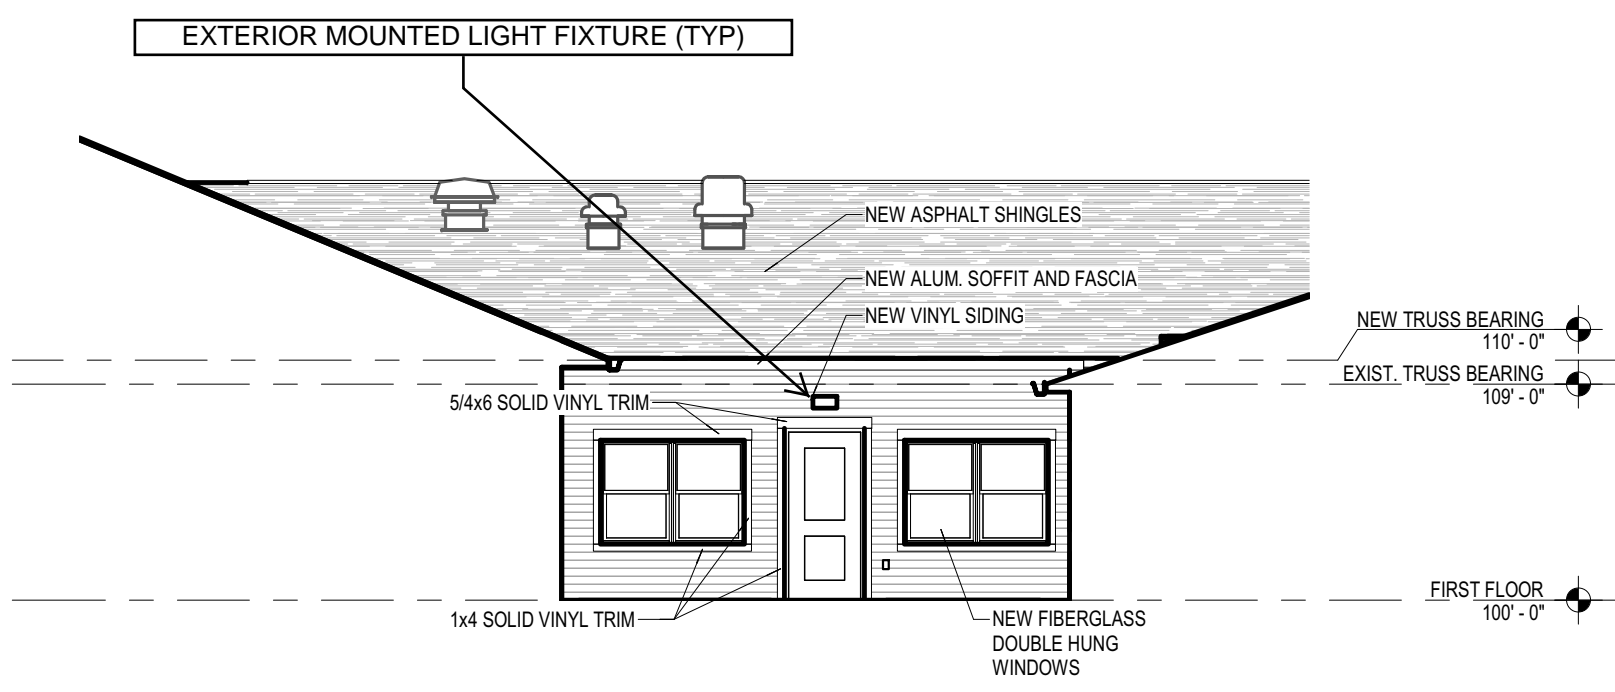 EXTERIOR MOUNTED LIGHT FIXTURE (TYP)
NEW ASPHALT SHINGLES
NEW ALUM. SOFFIT AND FASCIA
NEW VINYL SIDING
NEW TRUSS BEARING
110' - 0"
EXIST. TRUSS BEARING
109' - 0"
5/4x6 SOLID VINYL TRIM
FIRST FLOOR
100' - 0"
1x4 SOLID VINYL TRIM
NEW FIBERGLASS
DOUBLE HUNG
WINDOWS